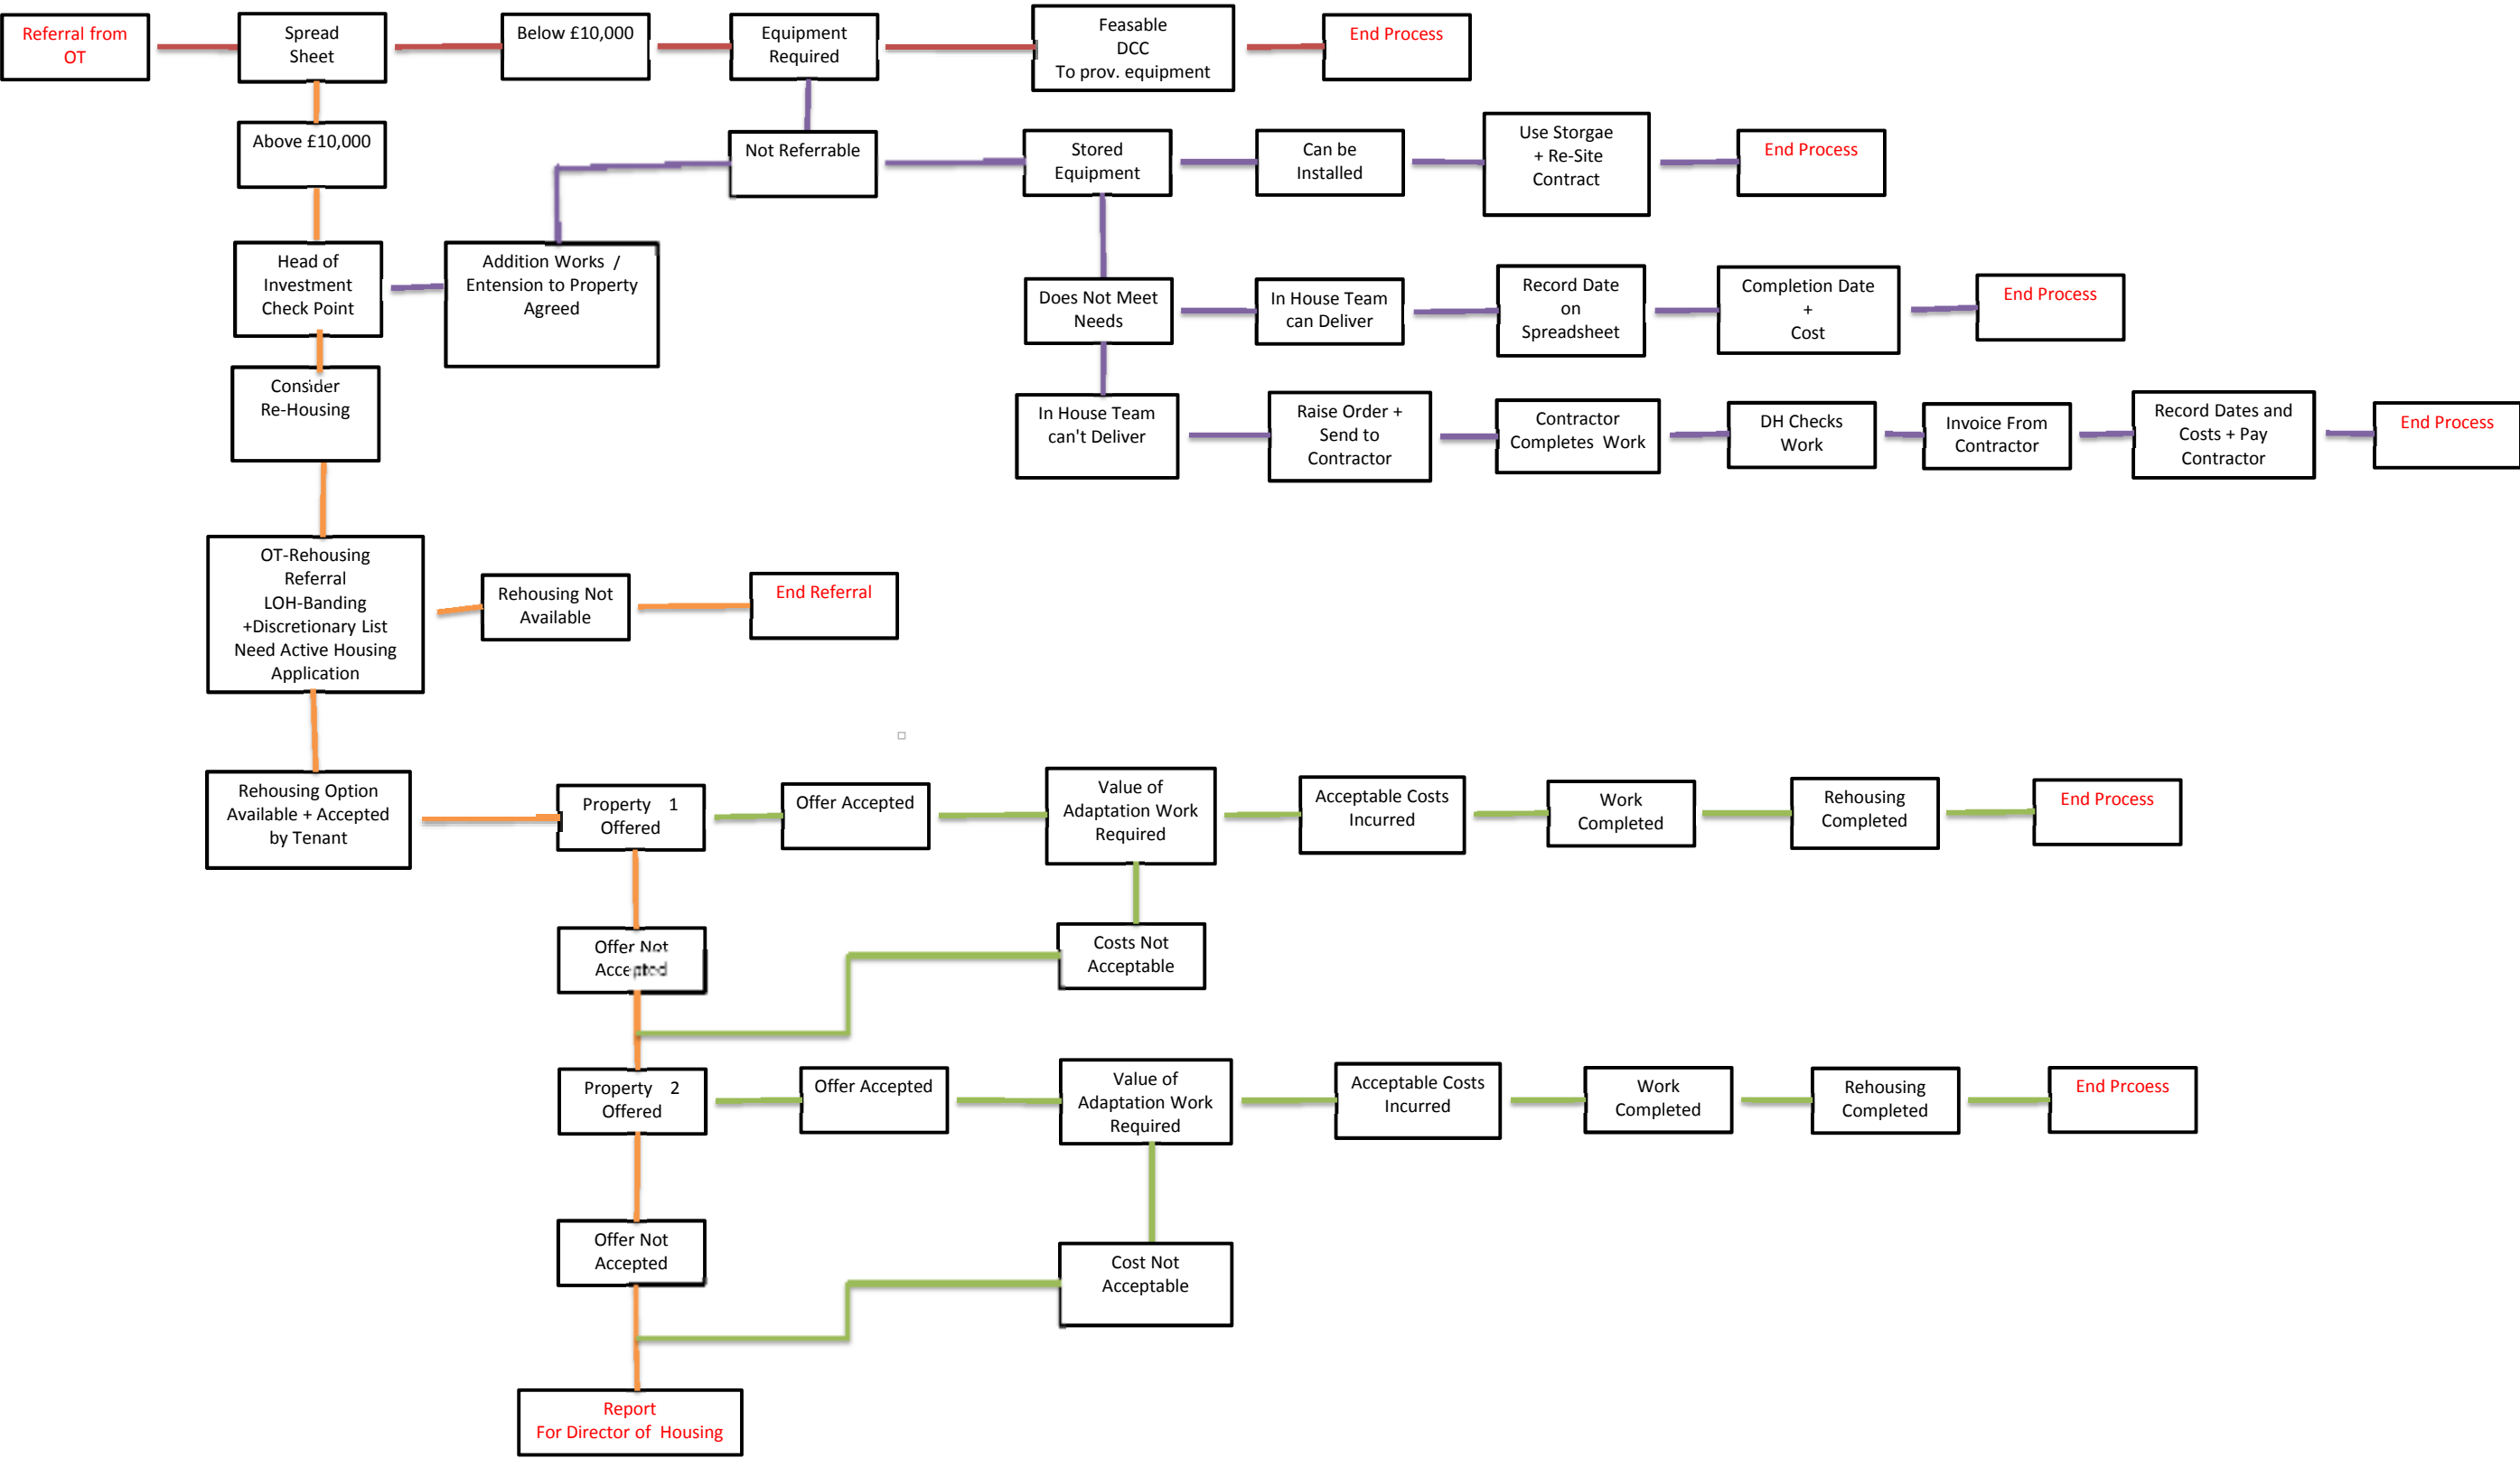 Referral from
OT
Spread
Sheet
Below £10,000
Equipment
Required
Feasable
DCC
To prov. equipment
End Process
Above £10,000
Not Referrable
Stored
Equipment
Can be
Installed
Use Storgae
+ Re-Site
Contract
End Process
Head of
Investment
Check Point
Addition Works /
Entension to Property
Agreed
Does Not Meet
Needs
In House Team
can Deliver
Record Date
on
Spreadsheet
Completion Date
+
Cost
End Process
Consider
Re-Housing
In House Team
can't Deliver
Raise Order +
Send to
Contractor
Contractor
Completes Work
DH Checks
Work
Invoice From
Contractor
Record Dates and
Costs + Pay
Contractor
End Process
OT-Rehousing
Referral
LOH-Banding
+Discretionary List
Need Active Housing
Application
Rehousing Not
Available
End Referral
Rehousing Option
Available + Accepted
by Tenant
Property 1
Offered
Offer Accepted
Value of
Adaptation Work
Required
Acceptable Costs
Incurred
Work
Completed
Rehousing
Completed
End Process
Offer Not
Accepted
Costs Not
Acceptable
Property 2
Offered
Offer Accepted
Value of
Adaptation Work
Required
Acceptable Costs
Incurred
Work
Completed
Rehousing
Completed
End Prcoess
Offer Not
Accepted
Cost Not
Acceptable
Report
For Director of Housing